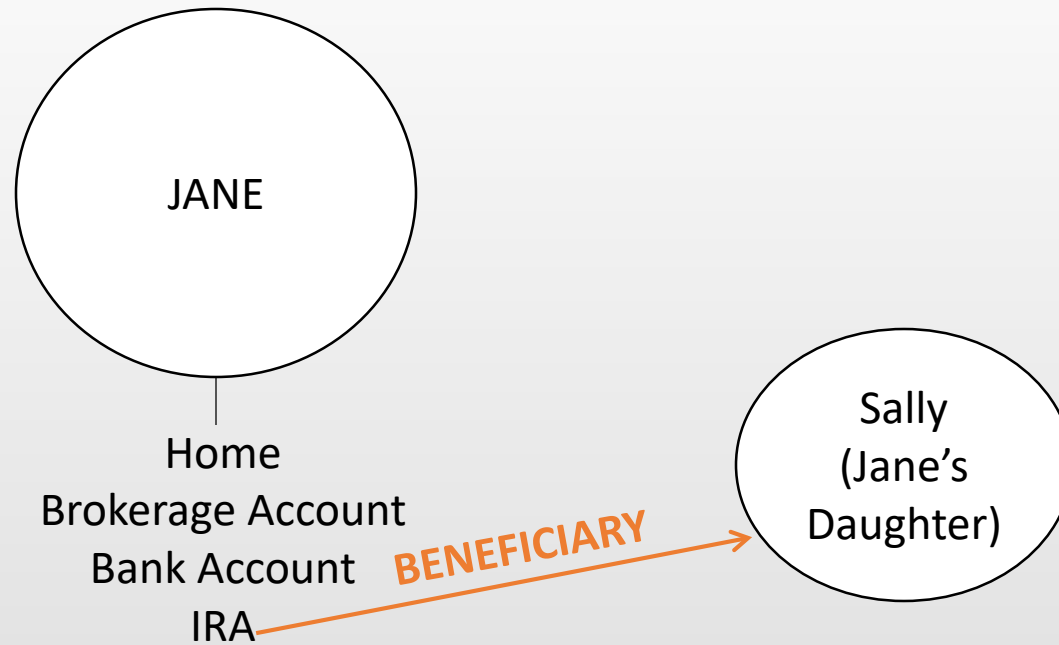 JANE
Home
Brokerage Account
Bank Account
IRA
BENEFICIARY
Sally
(Jane’s
Daughter)